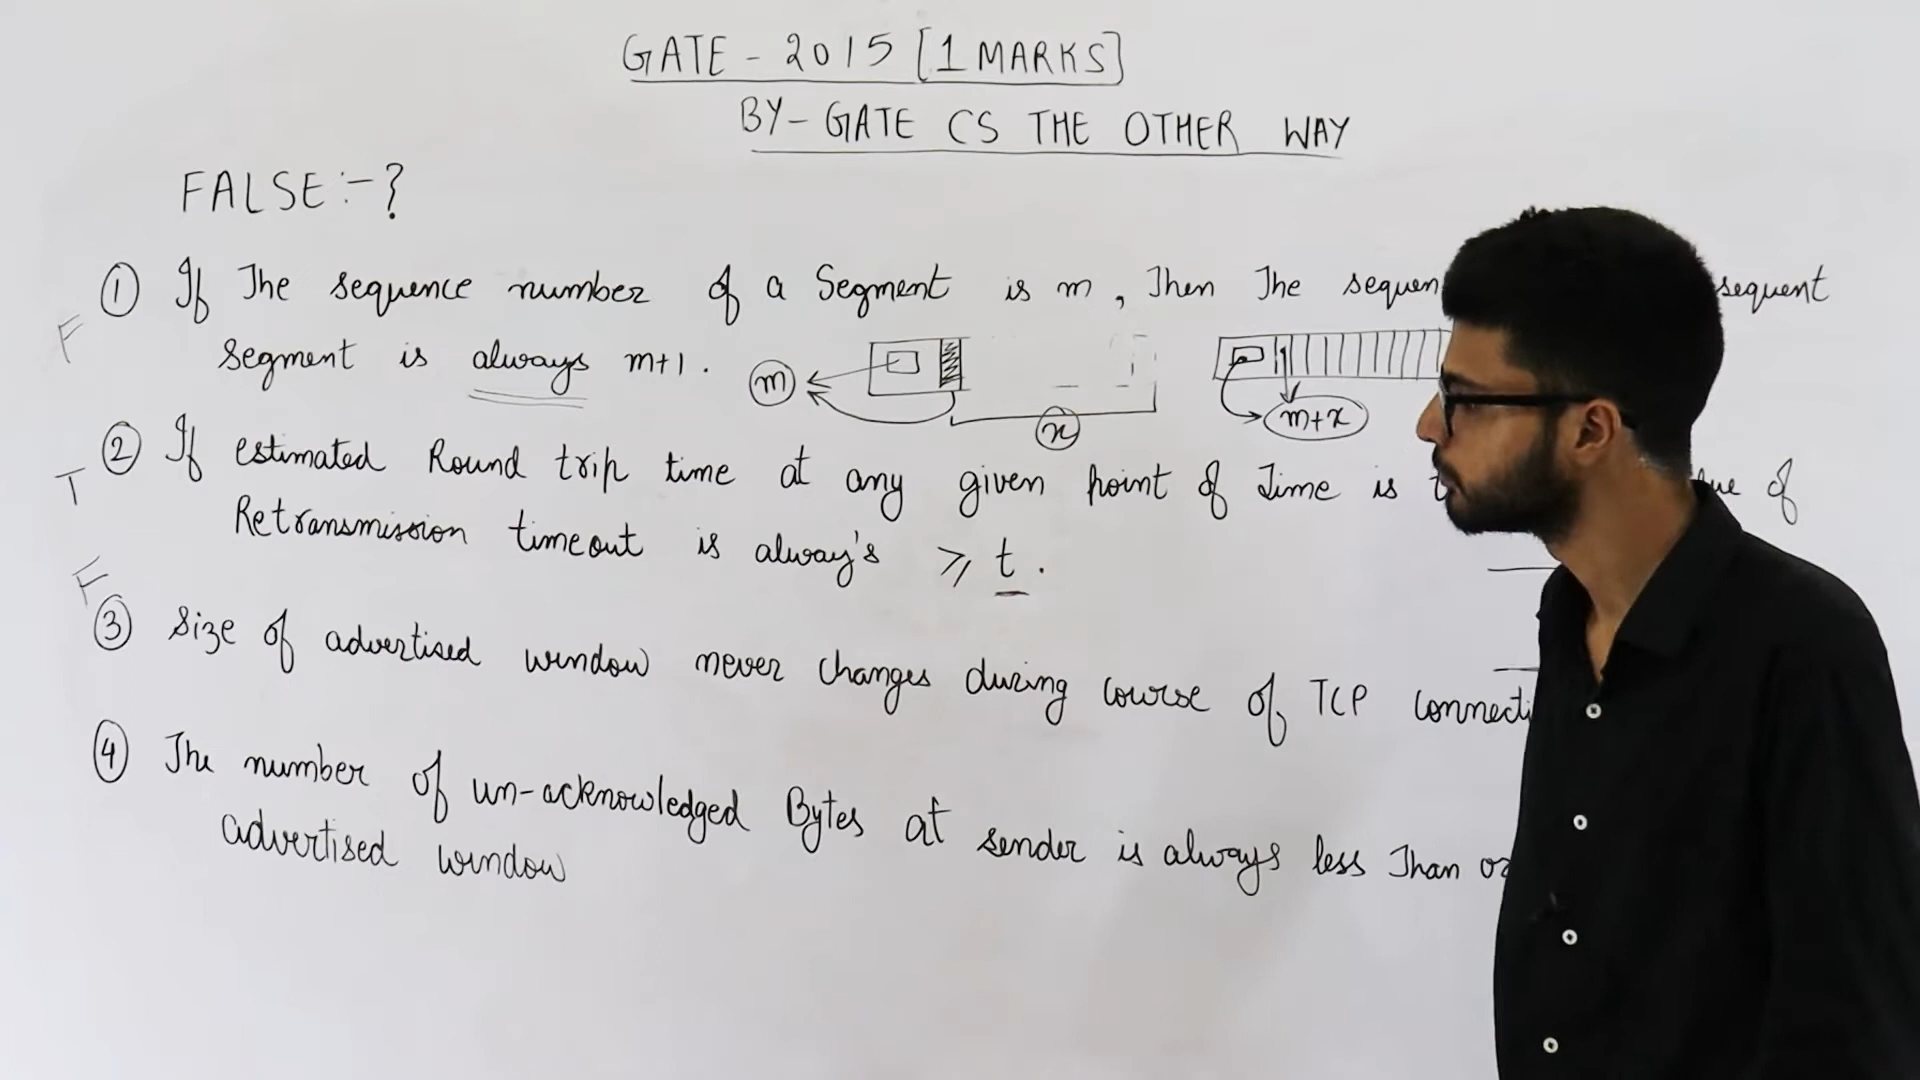 GATE - 2015 [1 MARKS]
BY- GATE CS THE OTHER WAY
FALSE :- ?
① If The sequence number of a Segment is m , Then The sequen sequent
F
Segment is always m+1 .
m
x
m+x
② If estimated Round trip time at any given point of Time is t of
T
Retransmission timeout is alway's ⩾ t .
F
③ Size of advertised window never changes during course of TCP connecti
④ The number of un-acknowledged Bytes at sender is always less Than or
advertised window